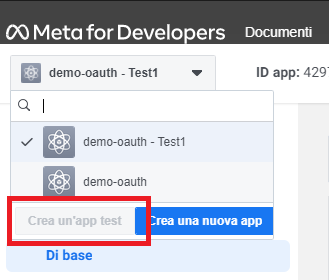 Meta for Developers Documenti
demo-oauth - Test1 ID app: 4297
demo-oauth - Test1
demo-oauth
Crea un'app test Crea una nuova app
Di base